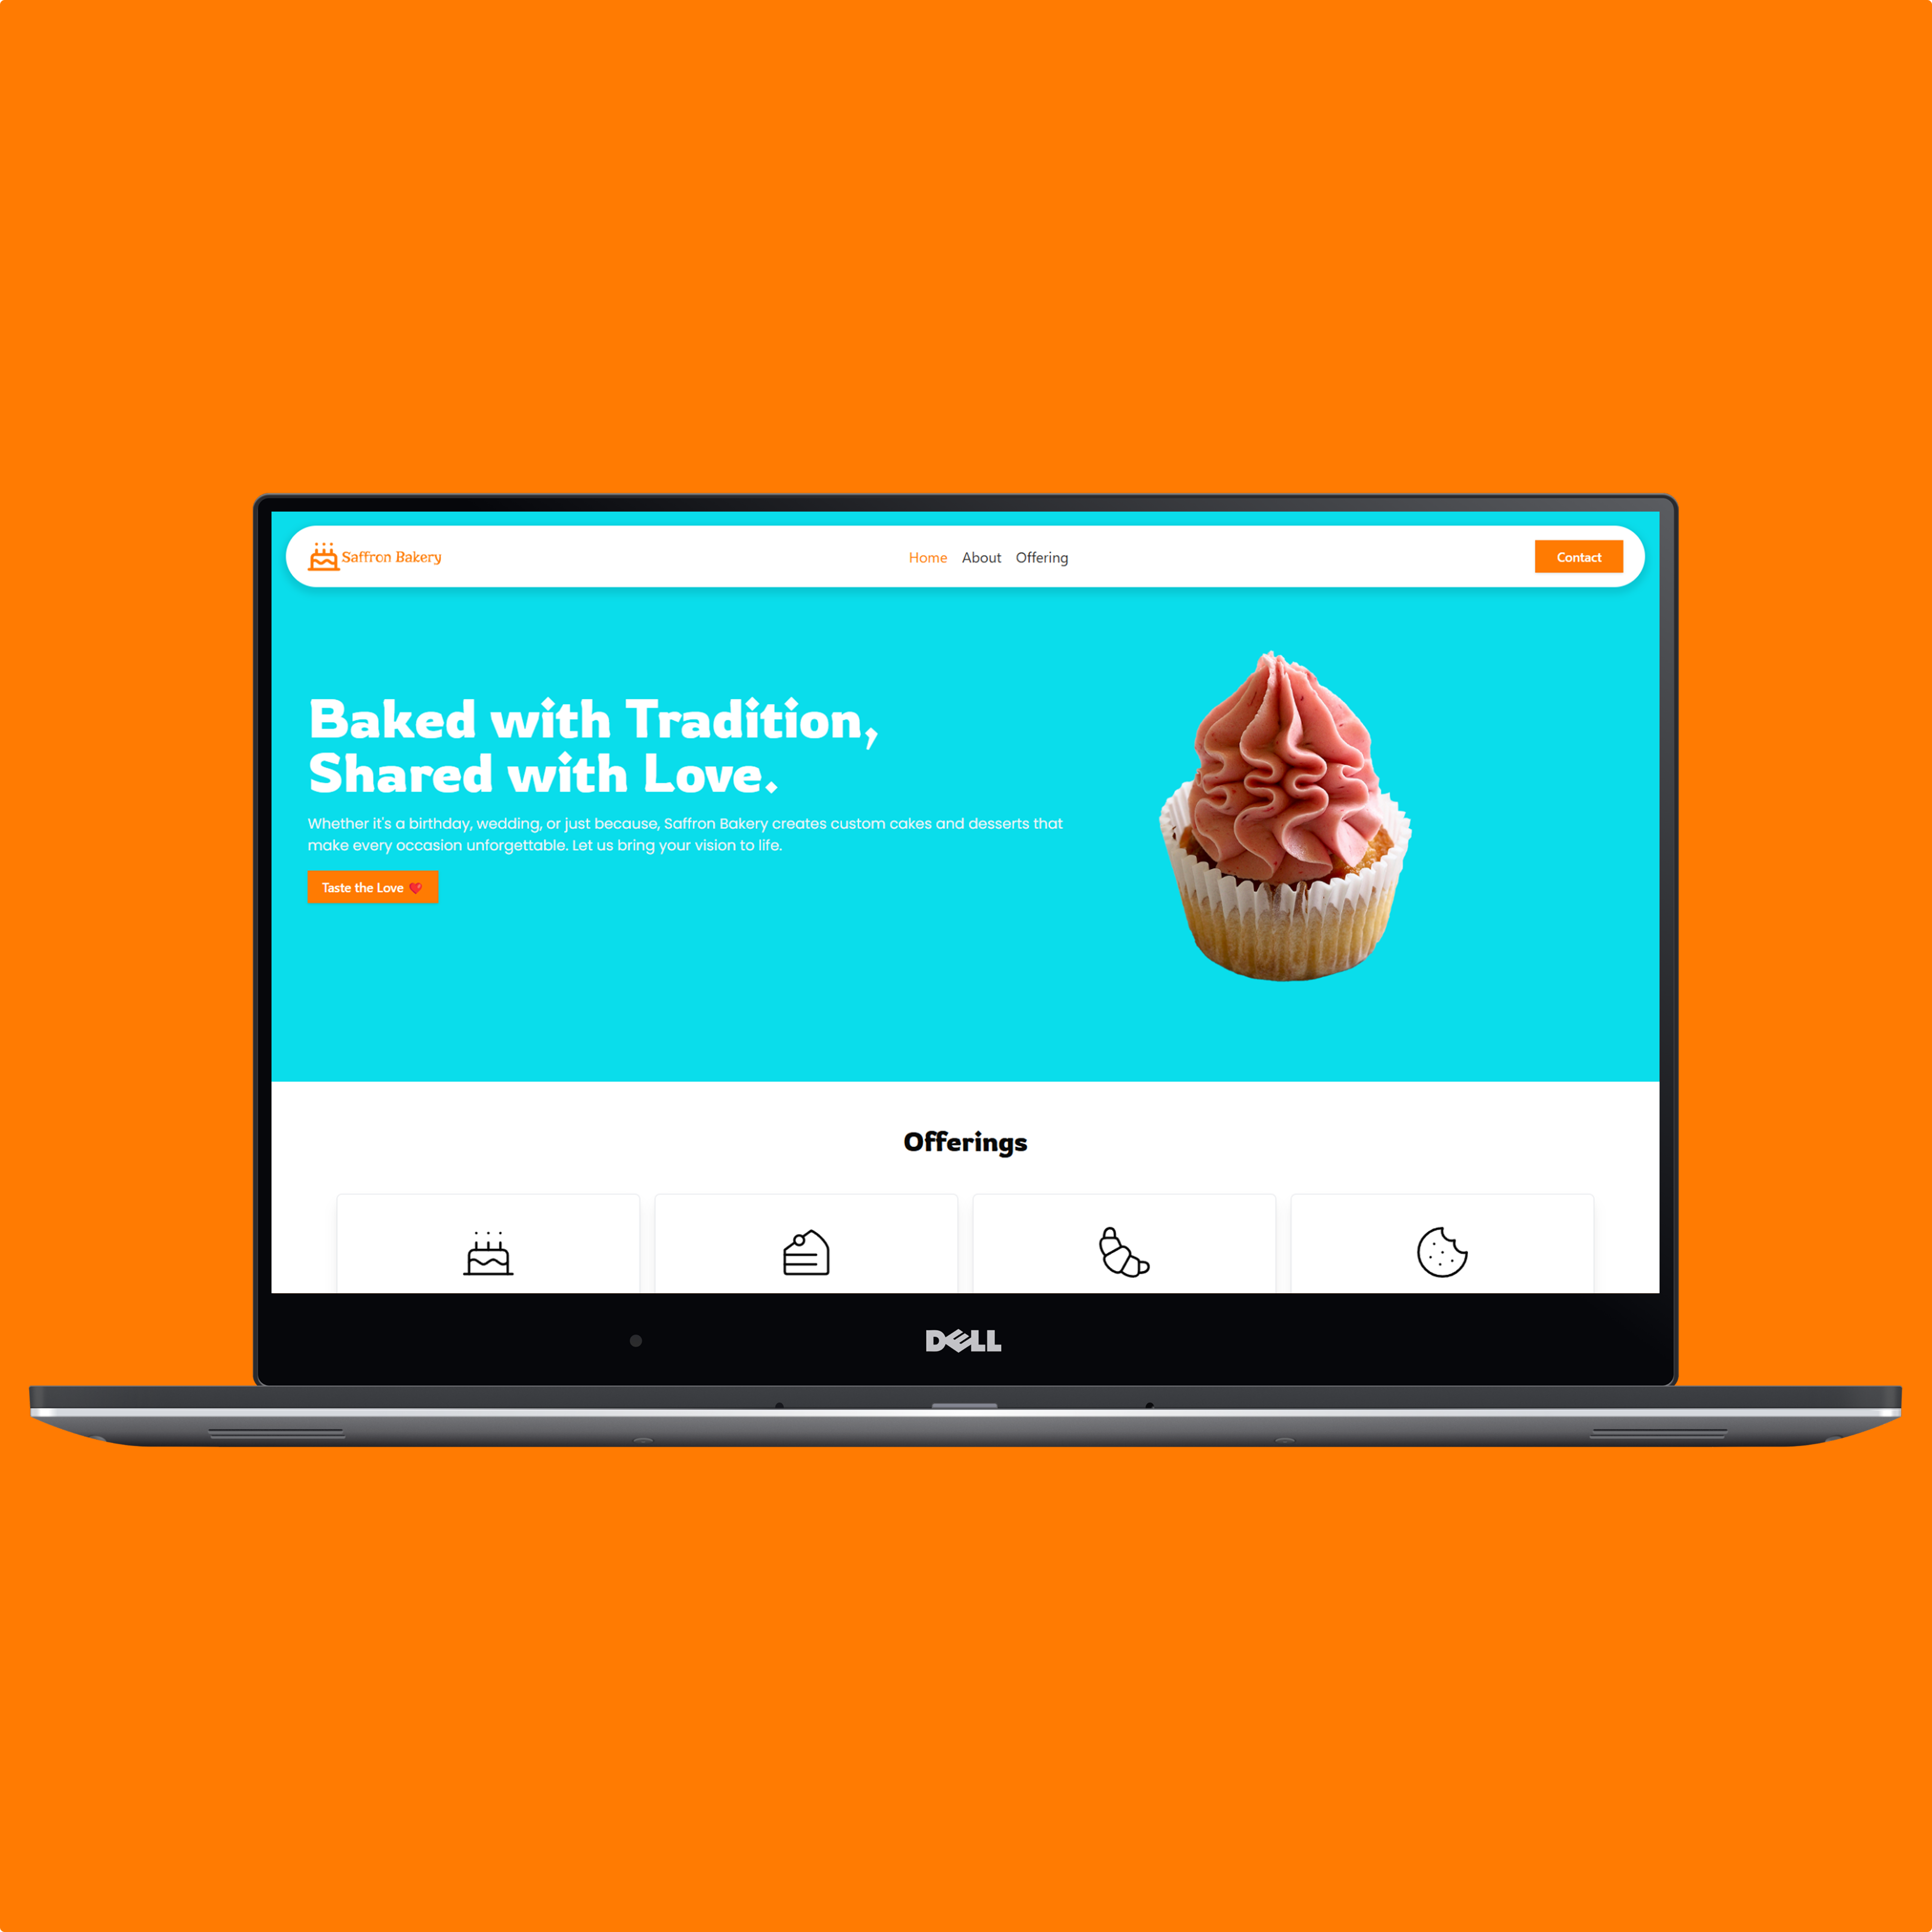 Saffron Bakery
Home About Offering
Contact
Baked with Tradition,
Shared with Love.
Whether it's a birthday, wedding, or just because, Saffron Bakery creates custom cakes and desserts that
make every occasion unforgettable. Let us bring your vision to life.
Taste the Love ❤️
Offerings
DELL